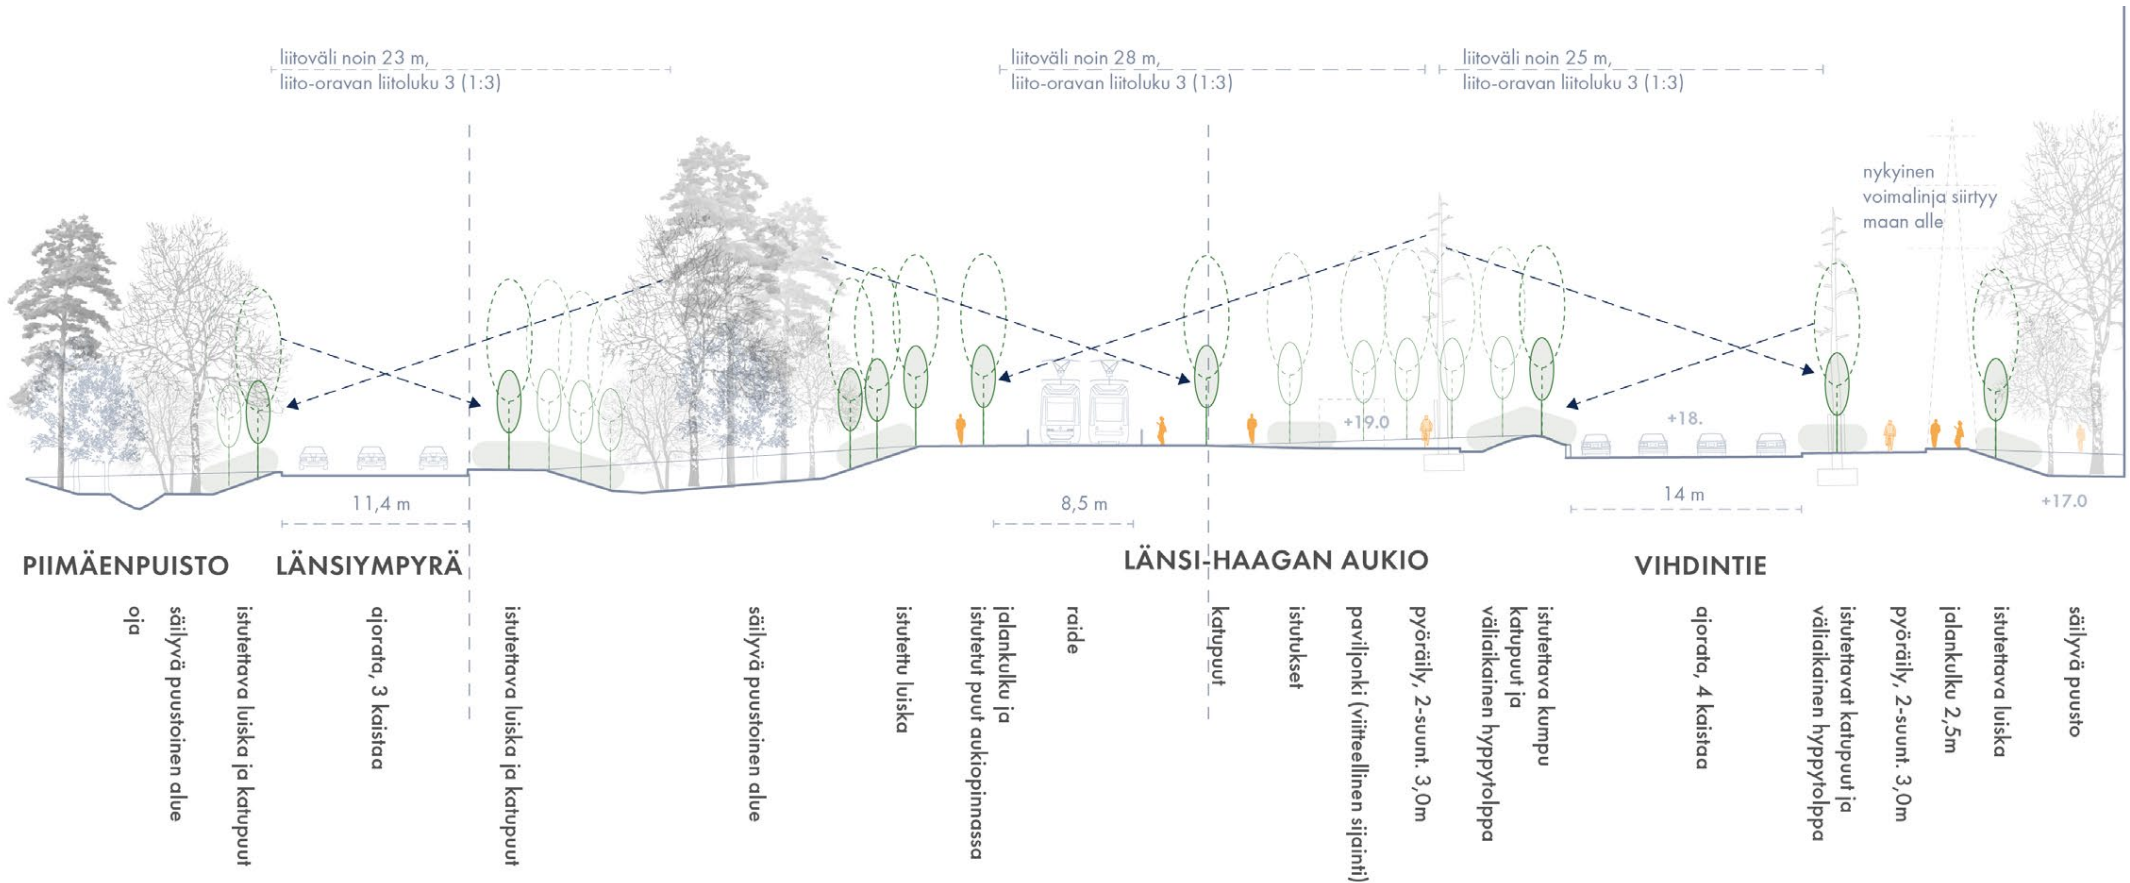 liitoväli noin 23 m,
liito-oravan liitoluku 3 (1:3)
liitoväli noin 28 m,
liito-oravan liitoluku 3 (1:3)
liitoväli noin 25 m,
liito-oravan liitoluku 3 (1:3)
nykyinen
voimalinja siirtyy
maan alle
+19.0
+18.
11,4 m
8,5 m
14 m
+17.0
PIIMÄENPUISTO
LÄNSIYMPYRÄ
LÄNSI-HAAGAN AUKIO
VIHDINTIE
oja
säilyvä puustoinen alue
istutettava luiska ja katupuut
ajorata, 3 kaistaa
istutettava luiska ja katupuut
säilyvä puustoinen alue
istutettu luiska
jalankulku ja
istutetut puut aukiopinnassa
raide
katupuut
istutukset
paviljonki (viitteellinen sijainti)
pyöräily, 2-suunt. 3,0m
istutettava kumpu
katupuut ja
väliaikainen hyppytolppa
ajorata, 4 kaistaa
istutettavat katupuut ja
väliaikainen hyppytolppa
pyöräily, 2-suunt. 3,0m
jalankulku 2,5m
istutettava luiska
säilyvä puusto